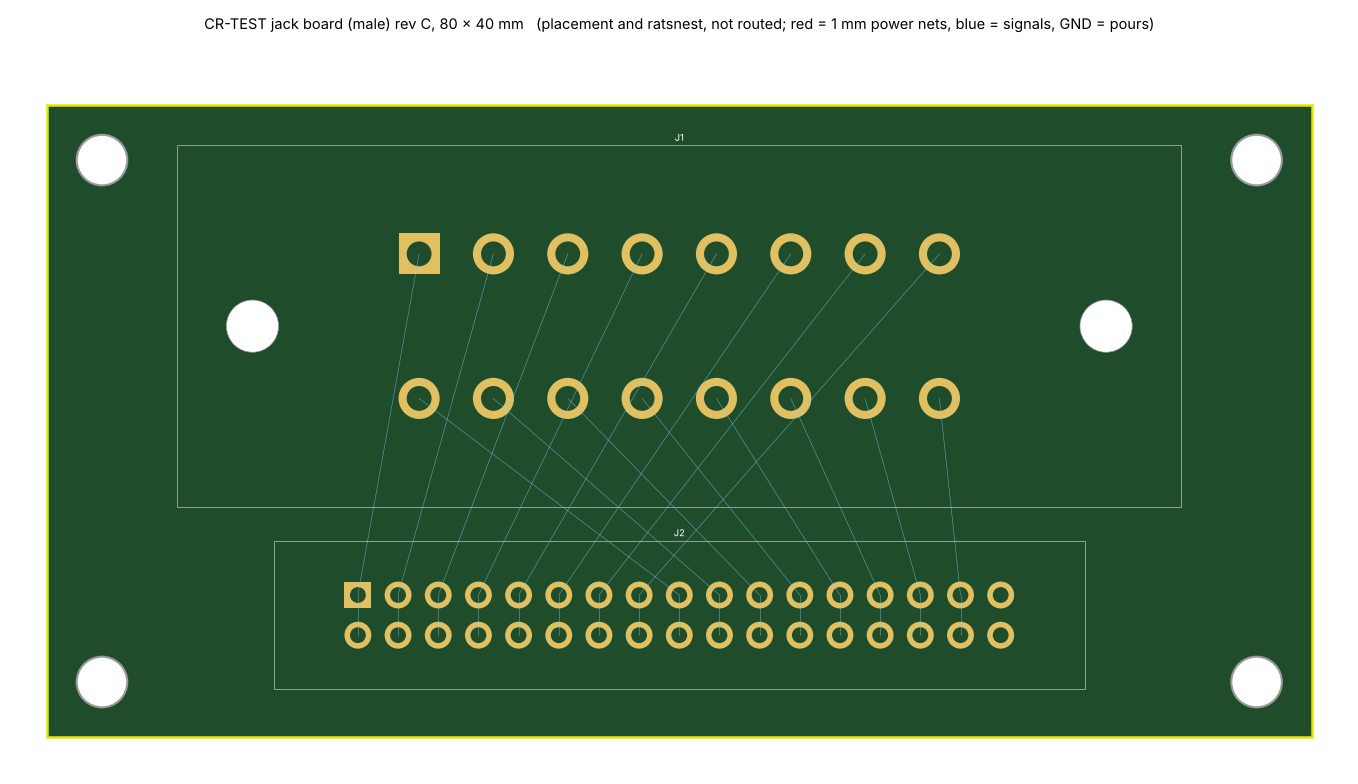 CR-TEST jack board (male) rev C, 80 × 40 mm (placement and ratsnest, not routed; red = 1 mm power nets, blue = signals, GND = pours)
J1
J2